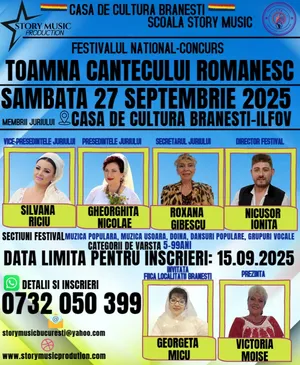 STORY MUSIC
PRODUCTION
CASA DE CULTURA BRANESTI
SCOALA STORY MUSIC
FESTIVALUL NATIONAL-CONCURS
TOAMNA CANTECULUI ROMANESC
SAMBATA 27 SEPTEMBRIE 2025
MEMBRII JURIULUI
CASA DE CULTURA BRANESTI-ILFOV
VICE-PRESEDINTELE JURIULUI
PRESEDINTELE JURIULUI
SECRETARUL JURIULUI
DIRECTOR FESTIVAL
SILVANA
RICIU
GHEORGHITA
NICOLAE
ROXANA
GIBESCU
NICUSOR
IONITA
SECTIUNI FESTIVAL MUZICA POPULARA, MUZICA USOARA, DOINA, DANSURI POPULARE, GRUPURI VOCALE
CATEGORII DE VARSTA 5-99ANI
DATA LIMITA PENTRU INSCRIERI: 15.09.2025
DETALII SI INSCRIERI
0732 050 399
INVITATA
FIICA LOCALITATII BRANESTI
PREZINTA
storymusicbucuresti@yahoo.com
www.storymusicprodution.com
GEORGETA
MICU
VICTORIA
MOISE